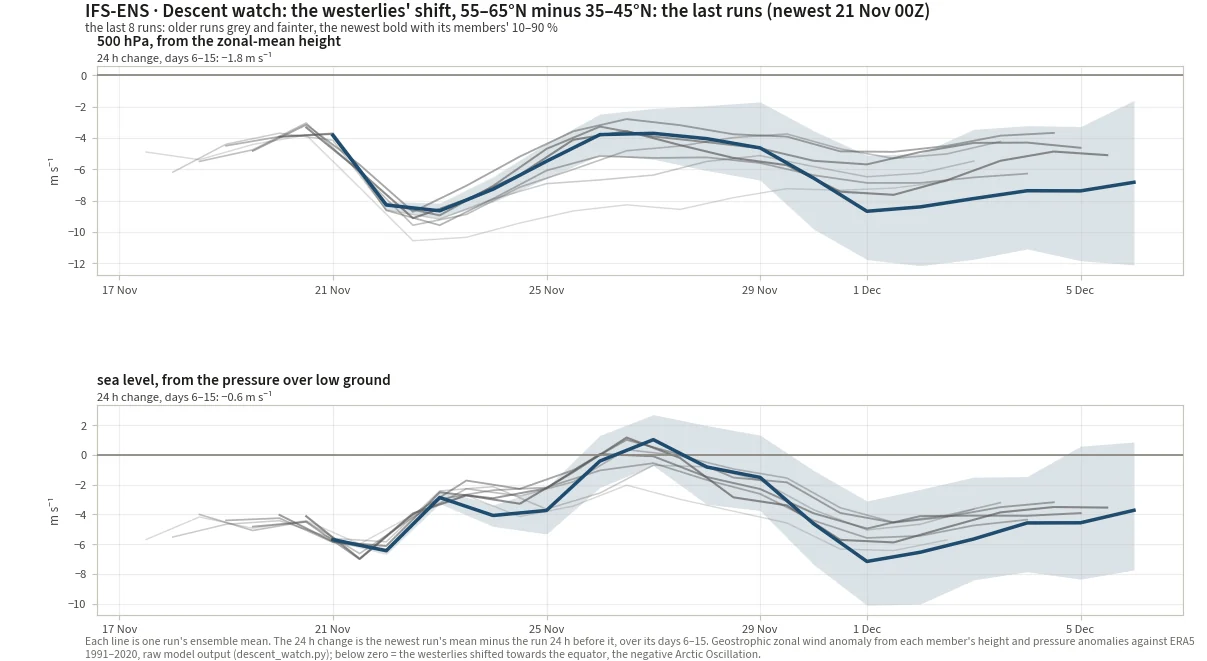 IFS-ENS · Descent watch: the westerlies' shift, 55–65°N minus 35–45°N: the last runs (newest 21 Nov 00Z)
the last 8 runs: older runs grey and fainter, the newest bold with its members' 10–90 %
500 hPa, from the zonal-mean height
24 h change, days 6–15: −1.8 m s⁻¹
0
−2
−4
−6
−8
−10
−12
m s⁻¹
17 Nov
21 Nov
25 Nov
29 Nov
1 Dec
5 Dec
sea level, from the pressure over low ground
24 h change, days 6–15: −0.6 m s⁻¹
2
0
−2
−4
−6
−8
−10
m s⁻¹
17 Nov
21 Nov
25 Nov
29 Nov
1 Dec
5 Dec
Each line is one run's ensemble mean. The 24 h change is the newest run's mean minus the run 24 h before it, over its days 6–15. Geostrophic zonal wind anomaly from each member's height and pressure anomalies against ERA5
1991–2020, raw model output (descent_watch.py); below zero = the westerlies shifted towards the equator, the negative Arctic Oscillation.